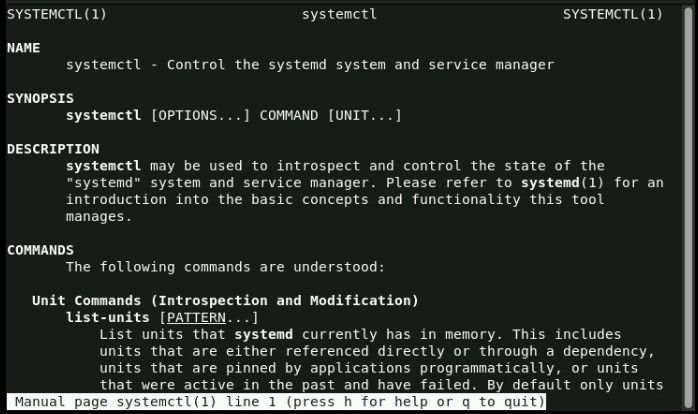 SYSTEMCTL(1) systemctl SYSTEMCTL(1)
NAME
systemctl - Control the systemd system and service manager
SYNOPSIS
systemctl [OPTIONS...] COMMAND [UNIT...]
DESCRIPTION
systemctl may be used to introspect and control the state of the
"systemd" system and service manager. Please refer to systemd(1) for an
introduction into the basic concepts and functionality this tool
manages.
COMMANDS
The following commands are understood:
Unit Commands (Introspection and Modification)
list-units [PATTERN...]
List units that systemd currently has in memory. This includes
units that are either referenced directly or through a dependency,
units that are pinned by applications programmatically, or units
that were active in the past and have failed. By default only units
Manual page systemctl(1) line 1 (press h for help or q to quit)